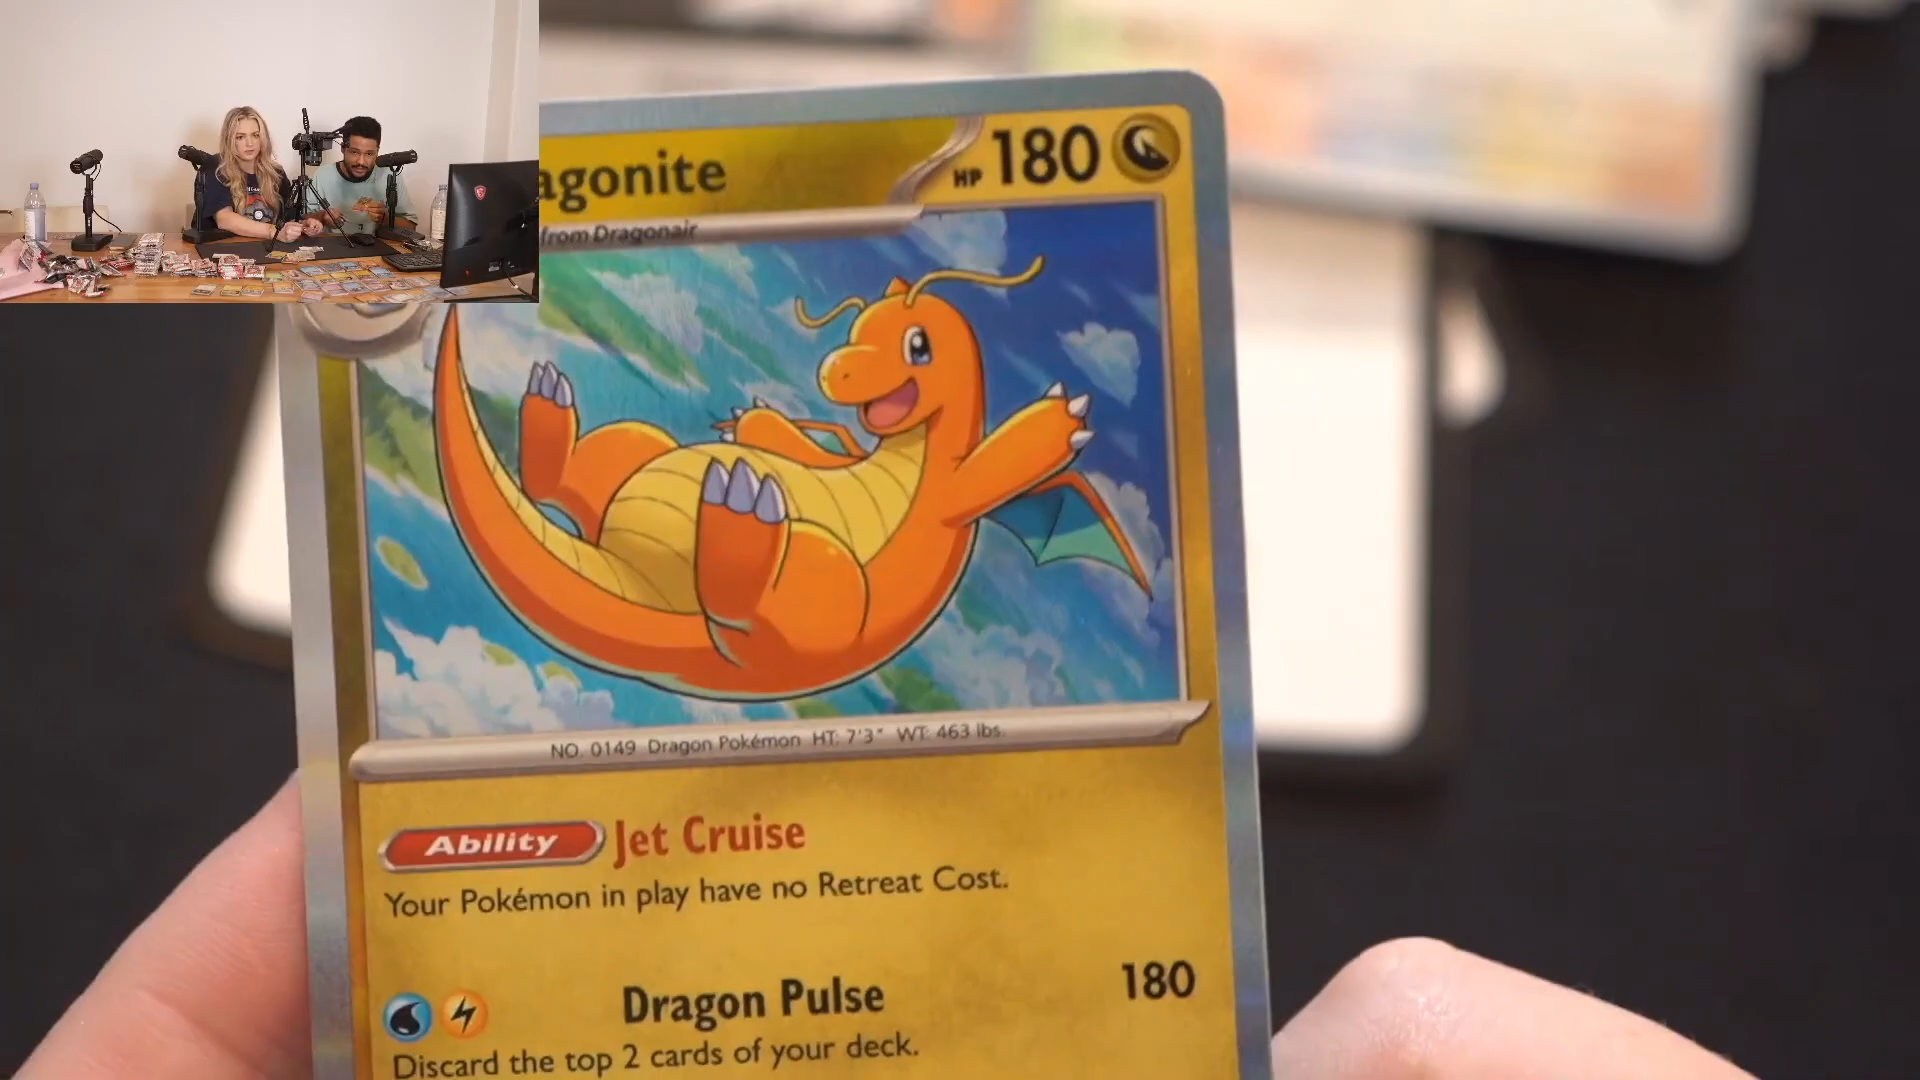 agonite HP 180
from Dragonair
NO. 0149 Dragon Pokémon HT: 7'3" WT: 463 lbs.
Ability Jet Cruise
Your Pokémon in play have no Retreat Cost.
Dragon Pulse 180
Discard the top 2 cards of your deck.